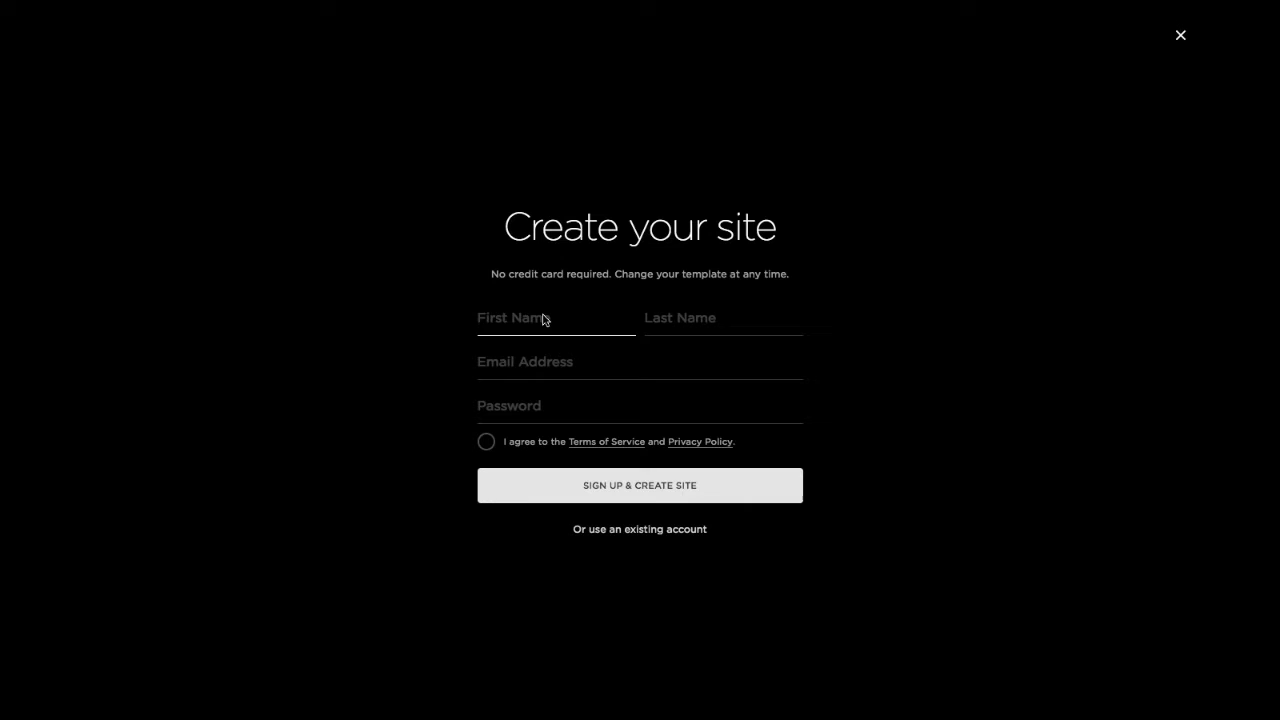 Create your site
No credit card required. Change your template at any time.
First Name Last Name
Email Address
Password
I agree to the Terms of Service and Privacy Policy.
SIGN UP & CREATE SITE
Or use an existing account